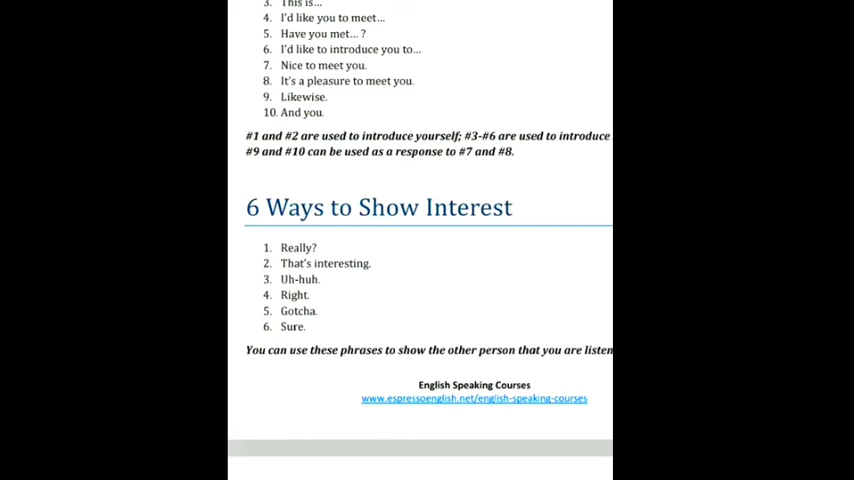 3. This is…
4. I'd like you to meet…
5. Have you met… ?
6. I'd like to introduce you to…
7. Nice to meet you.
8. It's a pleasure to meet you.
9. Likewise.
10. And you.
#1 and #2 are used to introduce yourself; #3-#6 are used to introduce
#9 and #10 can be used as a response to #7 and #8.
6 Ways to Show Interest
1. Really?
2. That's interesting.
3. Uh-huh.
4. Right.
5. Gotcha.
6. Sure.
You can use these phrases to show the other person that you are listen
English Speaking Courses
www.espressoenglish.net/english-speaking-courses